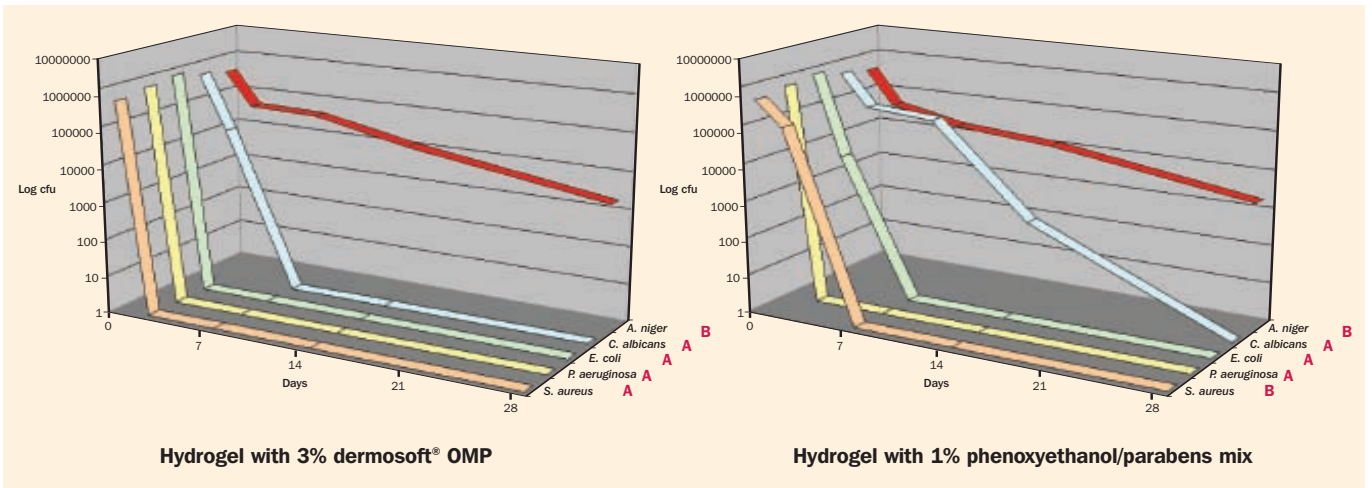 10000000
1000000
100000
10000
Log cfu
1000
100
10
1
0
7
14
Days
21
28
A. niger B
C. albicans A
E. coli A
P. aeruginosa A
S. aureus A
Hydrogel with 3% dermosoft® OMP
10000000
1000000
100000
10000
Log cfu
1000
100
10
1
0
7
14
Days
21
28
A. niger B
C. albicans A
E. coli A
P. aeruginosa A
S. aureus B
Hydrogel with 1% phenoxyethanol/parabens mix